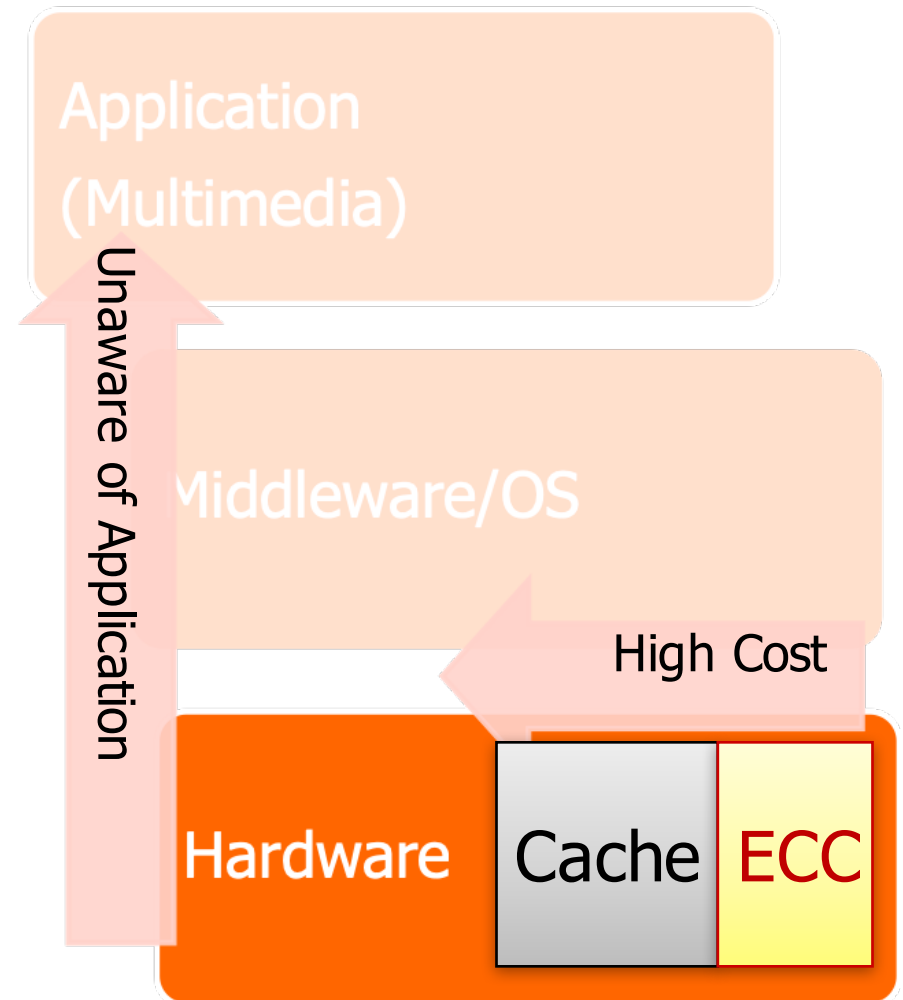 Application
(Multimedia)
Unaware of Application
Middleware/OS
High Cost
Hardware
Cache
ECC